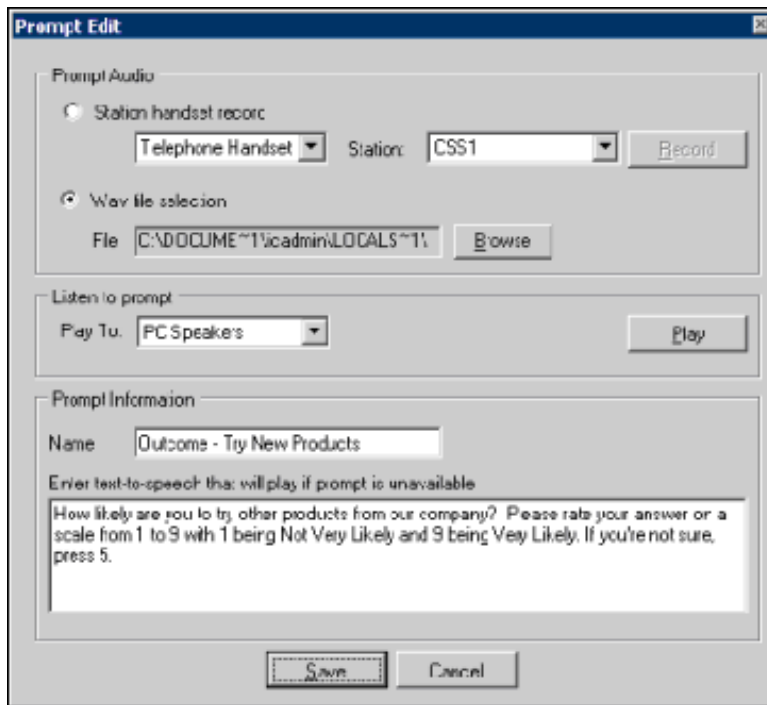 Prompt Edit
Prompt Audio
Station handset record
Telephone Handset Station: CSS1 Record
Wav file selection
File C:\DOCUME~1\icadmin\LOCALS~1\
Browse
Listen to prompt
Play To: PC Speakers Play
Prompt Information
Name Outcome - Try New Products
Enter text-to-speech that will play if prompt is unavailable
How likely are you to try other products from our company? Please rate your answer on a
scale from 1 to 9 with 1 being Not Very Likely and 9 being Very Likely. If you're not sure,
press 5.
Save Cancel